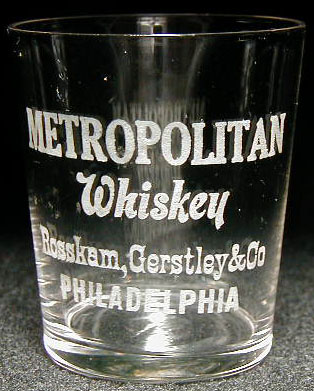 METROPOLITAN
Whiskey
Rosskam, Gerstley & Co
PHILADELPHIA